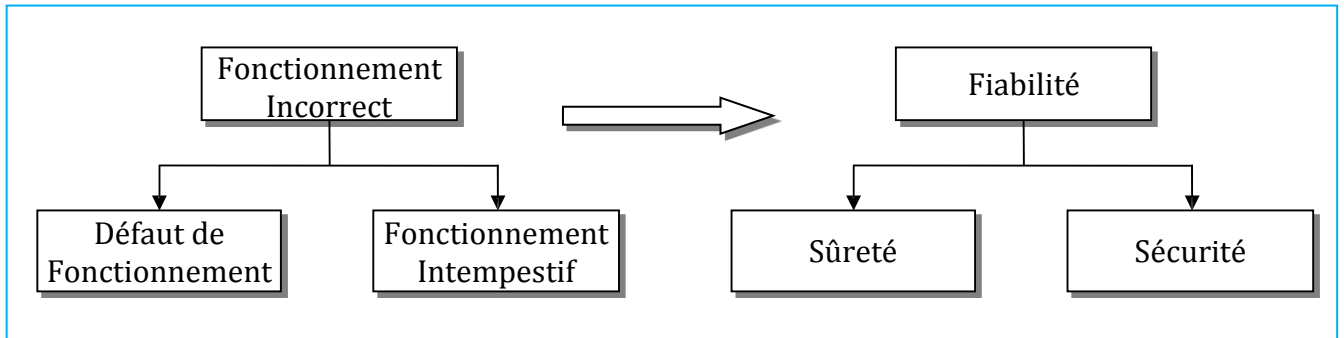 Fonctionnement
Incorrect
Fiabilité
Défaut de
Fonctionnement
Fonctionnement
Intempestif
Sûreté
Sécurité